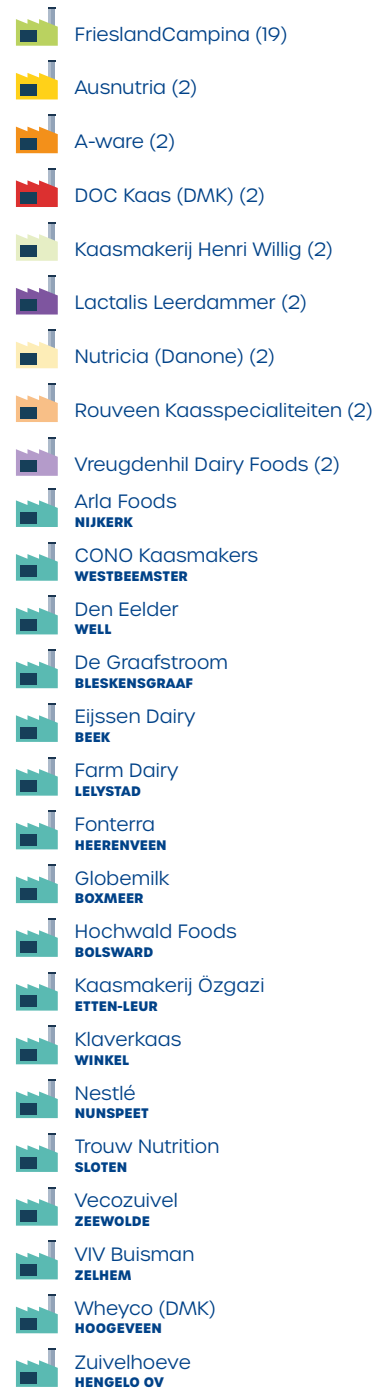 FrieslandCampina (19)
Ausnutria (2)
A-ware (2)
DOC Kaas (DMK) (2)
Kaasmakerij Henri Willig (2)
Lactalis Leerdammer (2)
Nutricia (Danone) (2)
Rouveen Kaasspecialiteiten (2)
Vreugdenhil Dairy Foods (2)
Arla Foods
NIJKERK
CONO Kaasmakers
WESTBEEMSTER
Den Eelder
WELL
De Graafstroom
BLESKENSGRAAF
Eijssen Dairy
BEEK
Farm Dairy
LELYSTAD
Fonterra
HEERENVEEN
Globemilk
BOXMEER
Hochwald Foods
BOLSWARD
Kaasmakerij Özgazi
ETTEN-LEUR
Klaverkaas
WINKEL
Nestlé
NUNSPEET
Trouw Nutrition
SLOTEN
Vecozuivel
ZEEWOLDE
VIV Buisman
ZELHEM
Wheyco (DMK)
HOOGEVEEN
Zuivelhoeve
HENGELO OV